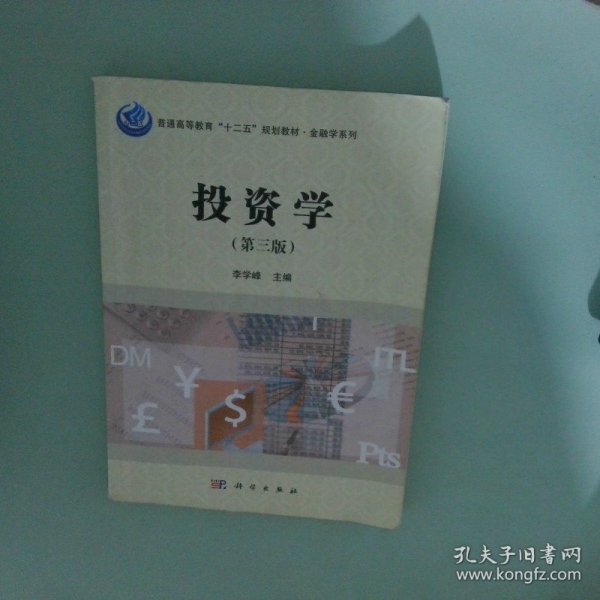 普通高等教育“十二五”规划教材·金融学系列
投资学
(第三版)
李学峰 主编
DM
¥
£
$
€
Pts
科学出版社
孔夫子旧书网
www.kongfz.com